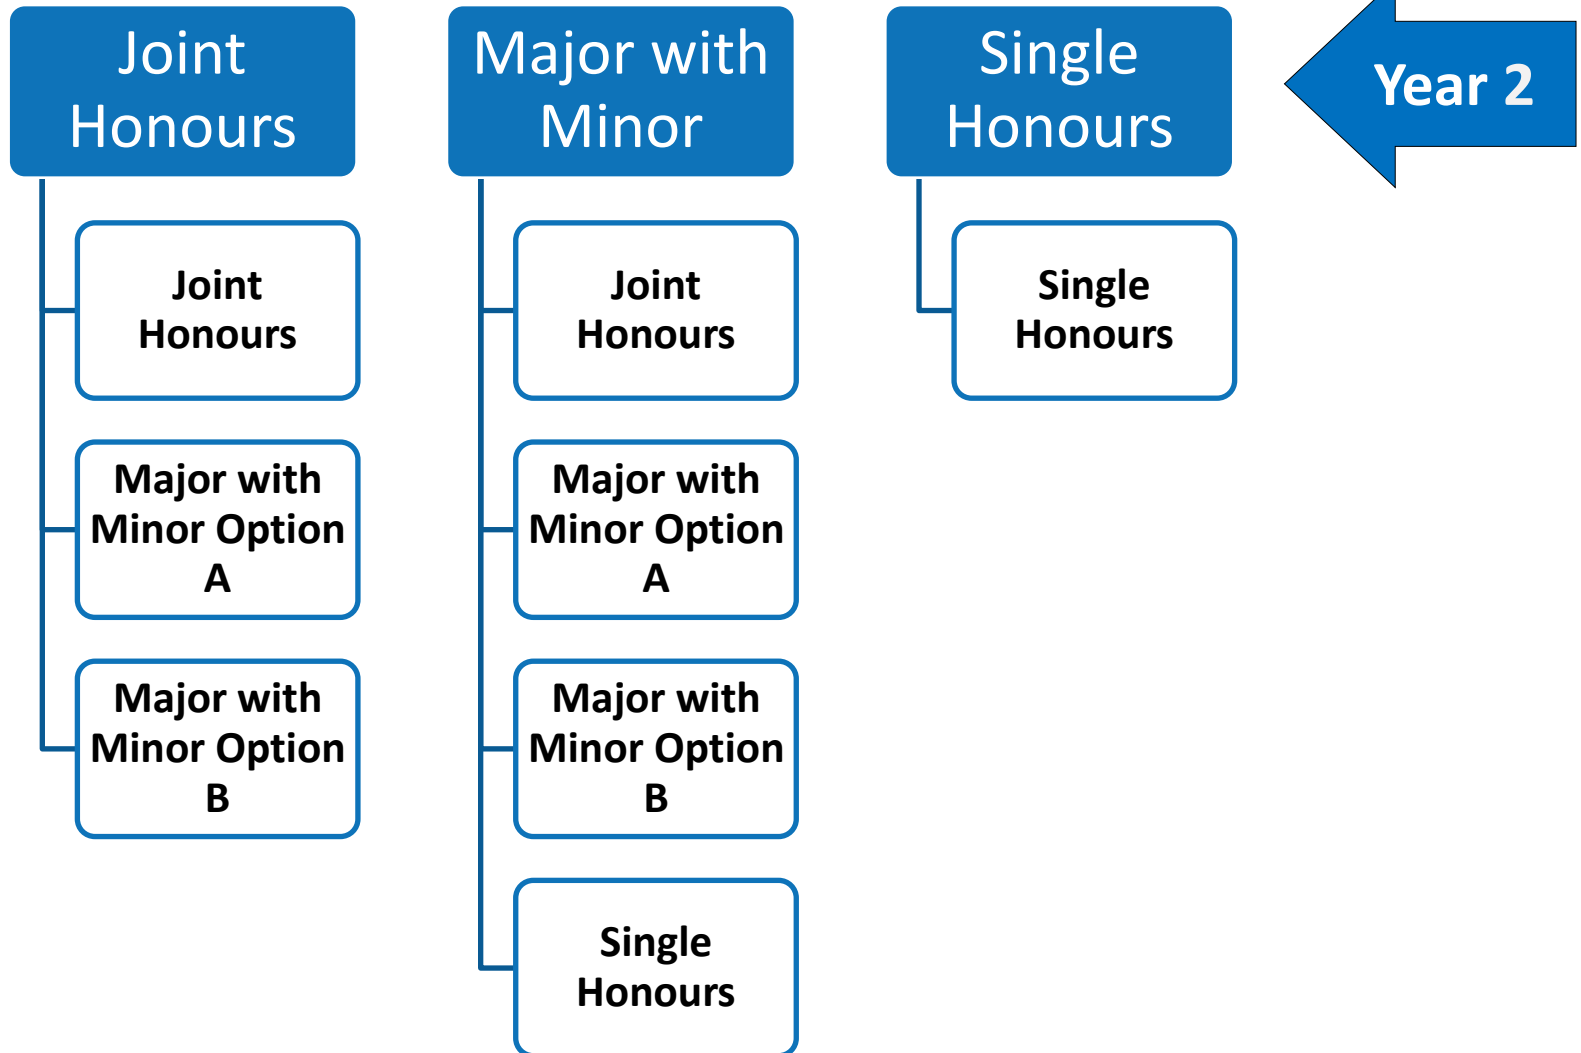 Joint
Honours
Major with
Minor
Single
Honours
Year 2
Joint
Honours
Major with
Minor Option
A
Major with
Minor Option
B
Joint
Honours
Major with
Minor Option
A
Major with
Minor Option
B
Single
Honours
Single
Honours